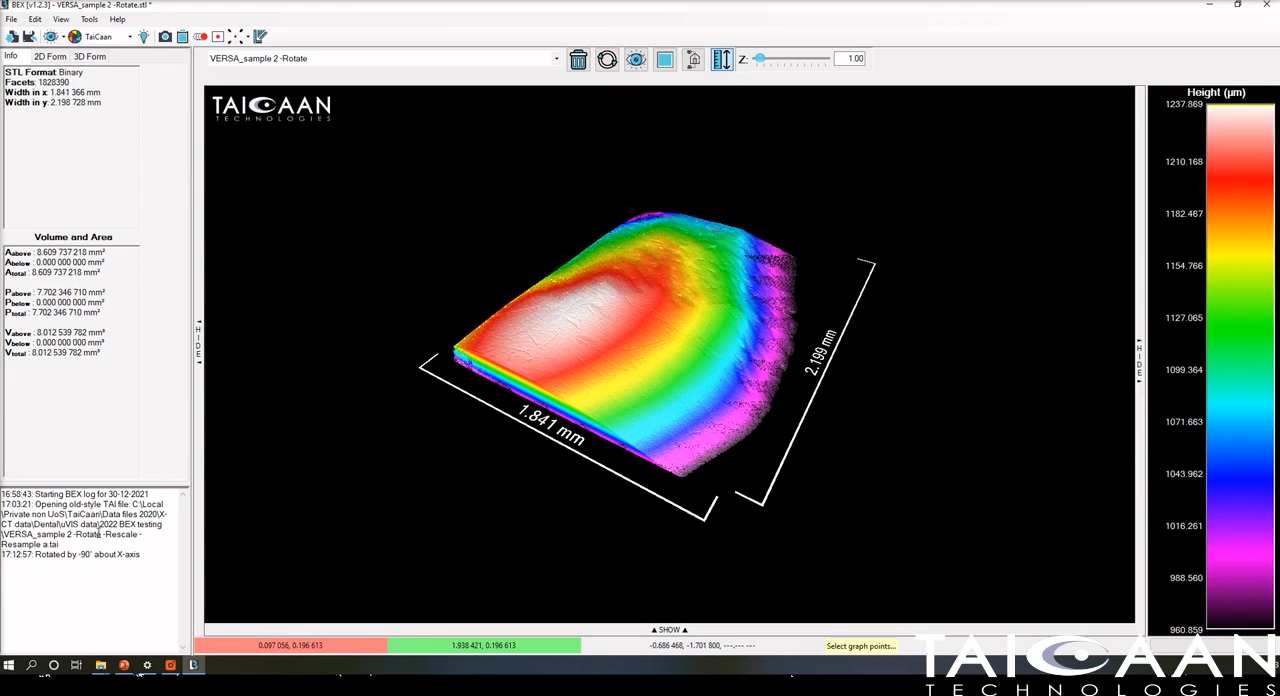 BEX [v1.2.3] - VERSA_sample 2 -Rotate.stl *
File Edit View Tools Help
TaiCaan
Info 2D Form 3D Form
STL Format Binary
Facets: 1828390
Width in x: 1.841 366 mm
Width in y: 2.198 728 mm
Volume and Area
Aabove : 8.609 737 218 mm²
Abelow : 0.000 000 000 mm²
Atotal : 8.609 737 218 mm²
Pabove : 7.702 346 710 mm²
Pbelow : 0.000 000 000 mm²
Ptotal : 7.702 346 710 mm²
Vabove : 8.012 539 782 mm³
Vbelow : 0.000 000 000 mm³
Vtotal : 8.012 539 782 mm³
16:58:43: Starting BEX log for 30-12-2021
17:03:21: Opening old-style TAI file: C:\Local
\Private non UoS\TaiCaan\Data files 2020\X-
CT data\Dental\uVIS data\2022 BEX testing
\VERSA_sample 2 -Rotate -Rescale -
Resample a.tai
17:12:57: Rotated by -90° about X-axis
VERSA_sample 2 -Rotate
Z: 1.00
TAICAAN
TECHNOLOGIES
HIDE
1.841 mm
2.199 mm
HIDE
Height (µm)
1237.869
1210.168
1182.467
1154.766
1127.065
1099.364
1071.663
1043.962
1016.261
988.560
960.859
▲ SHOW ▲
0.097 056, 0.196 613
1.938 421, 0.196 613
-0.686 468, -1.701 800, ---.--- ---
Select graph points...
TAICAAN
TECHNOLOGIES